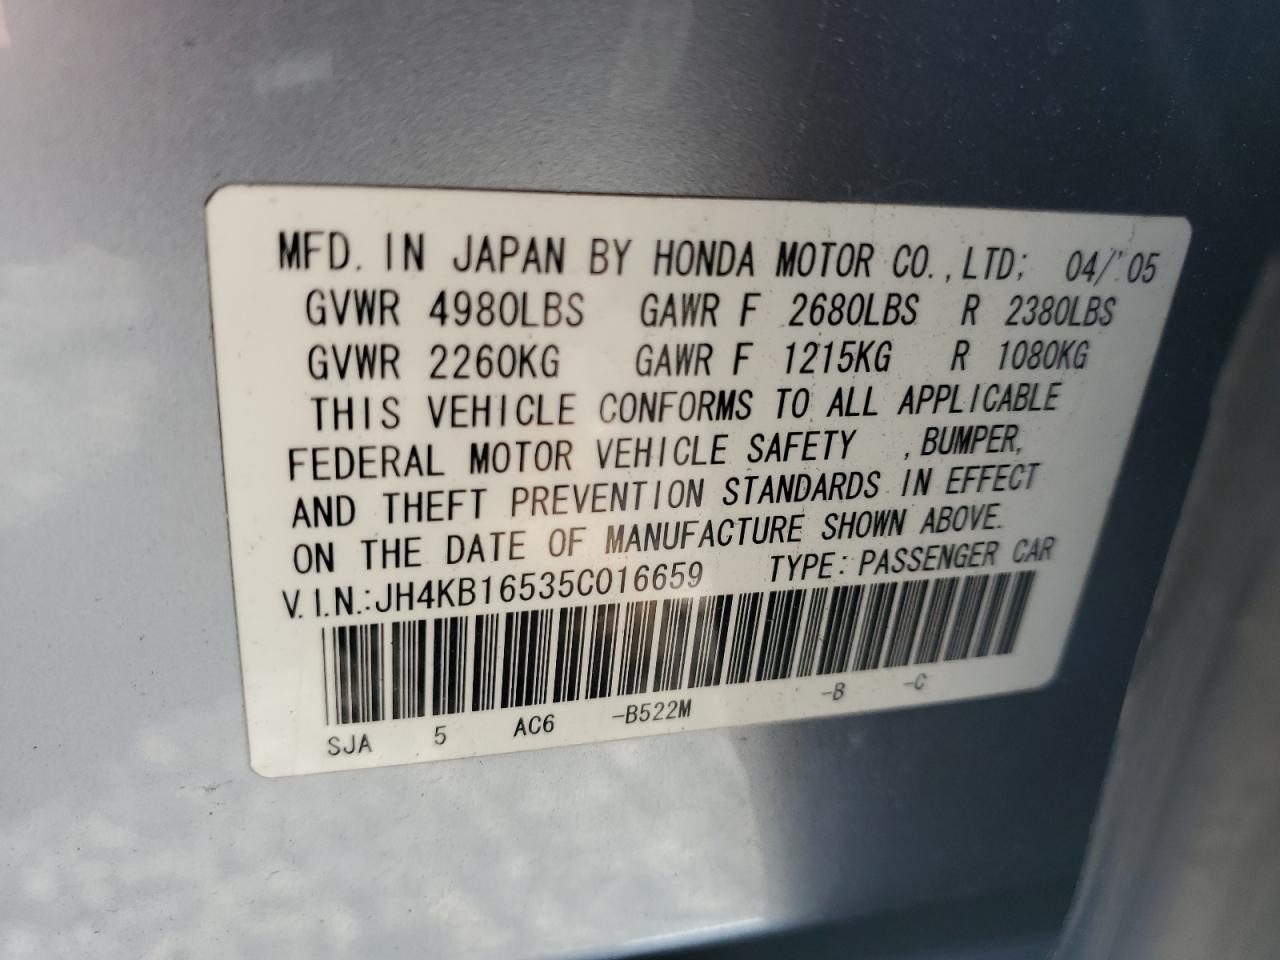 MFD. IN JAPAN BY HONDA MOTOR CO.,LTD; 04/'05
GVWR 4980LBS GAWR F 2680LBS R 2380LBS
GVWR 2260KG GAWR F 1215KG R 1080KG
THIS VEHICLE CONFORMS TO ALL APPLICABLE
FEDERAL MOTOR VEHICLE SAFETY , BUMPER,
AND THEFT PREVENTION STANDARDS IN EFFECT
ON THE DATE OF MANUFACTURE SHOWN ABOVE.
V.I.N.:JH4KB16535C016659 TYPE: PASSENGER CAR
SJA 5 AC6 -B522M -B -C